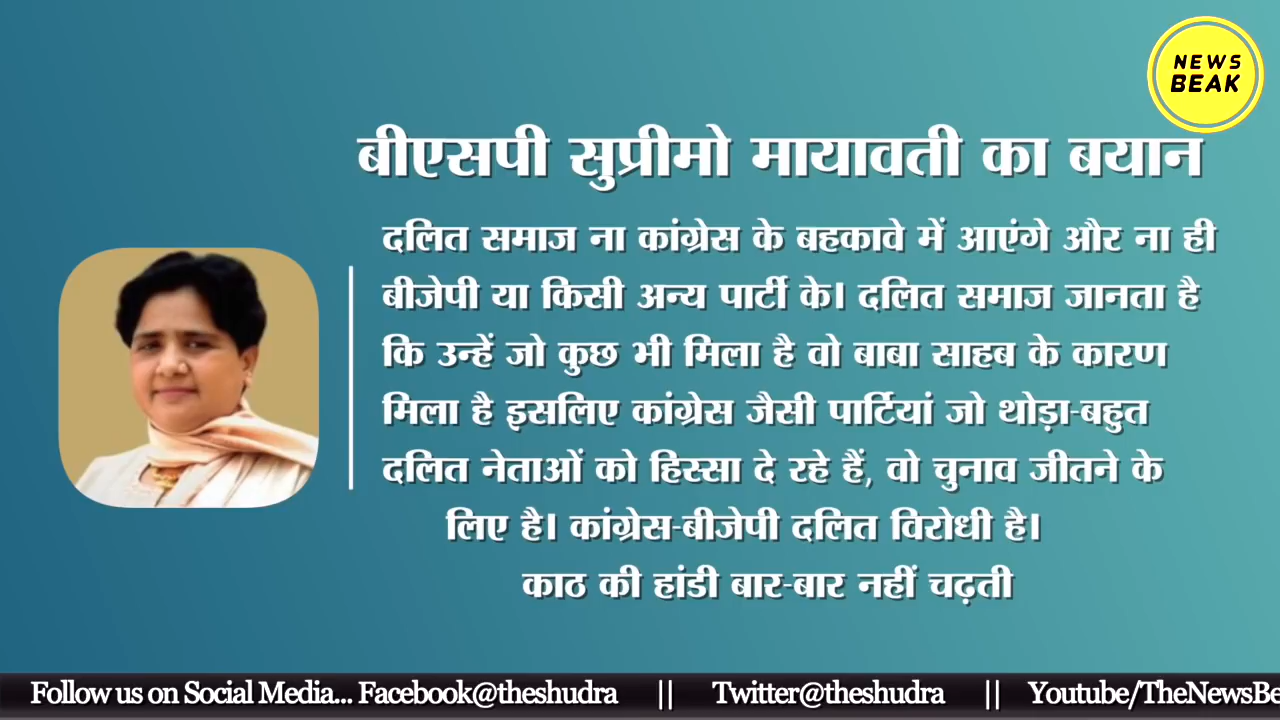 NEWS
BEAK
बीएसपी सुप्रीमो मायावती का बयान
दलित समाज ना कांग्रेस के बहकावे में आएंगे और ना ही
बीजेपी या किसी अन्य पार्टी के। दलित समाज जानता है
कि उन्हें जो कुछ भी मिला है वो बाबा साहब के कारण
मिला है इसलिए कांग्रेस जैसी पार्टियां जो थोड़ा-बहुत
दलित नेताओं को हिस्सा दे रहे हैं, वो चुनाव जीतने के
लिए है। कांग्रेस-बीजेपी दलित विरोधी है।
काठ की हांडी बार-बार नहीं चढ़ती
Follow us on Social Media... Facebook@theshudra || Twitter@theshudra || Youtube/TheNewsBe